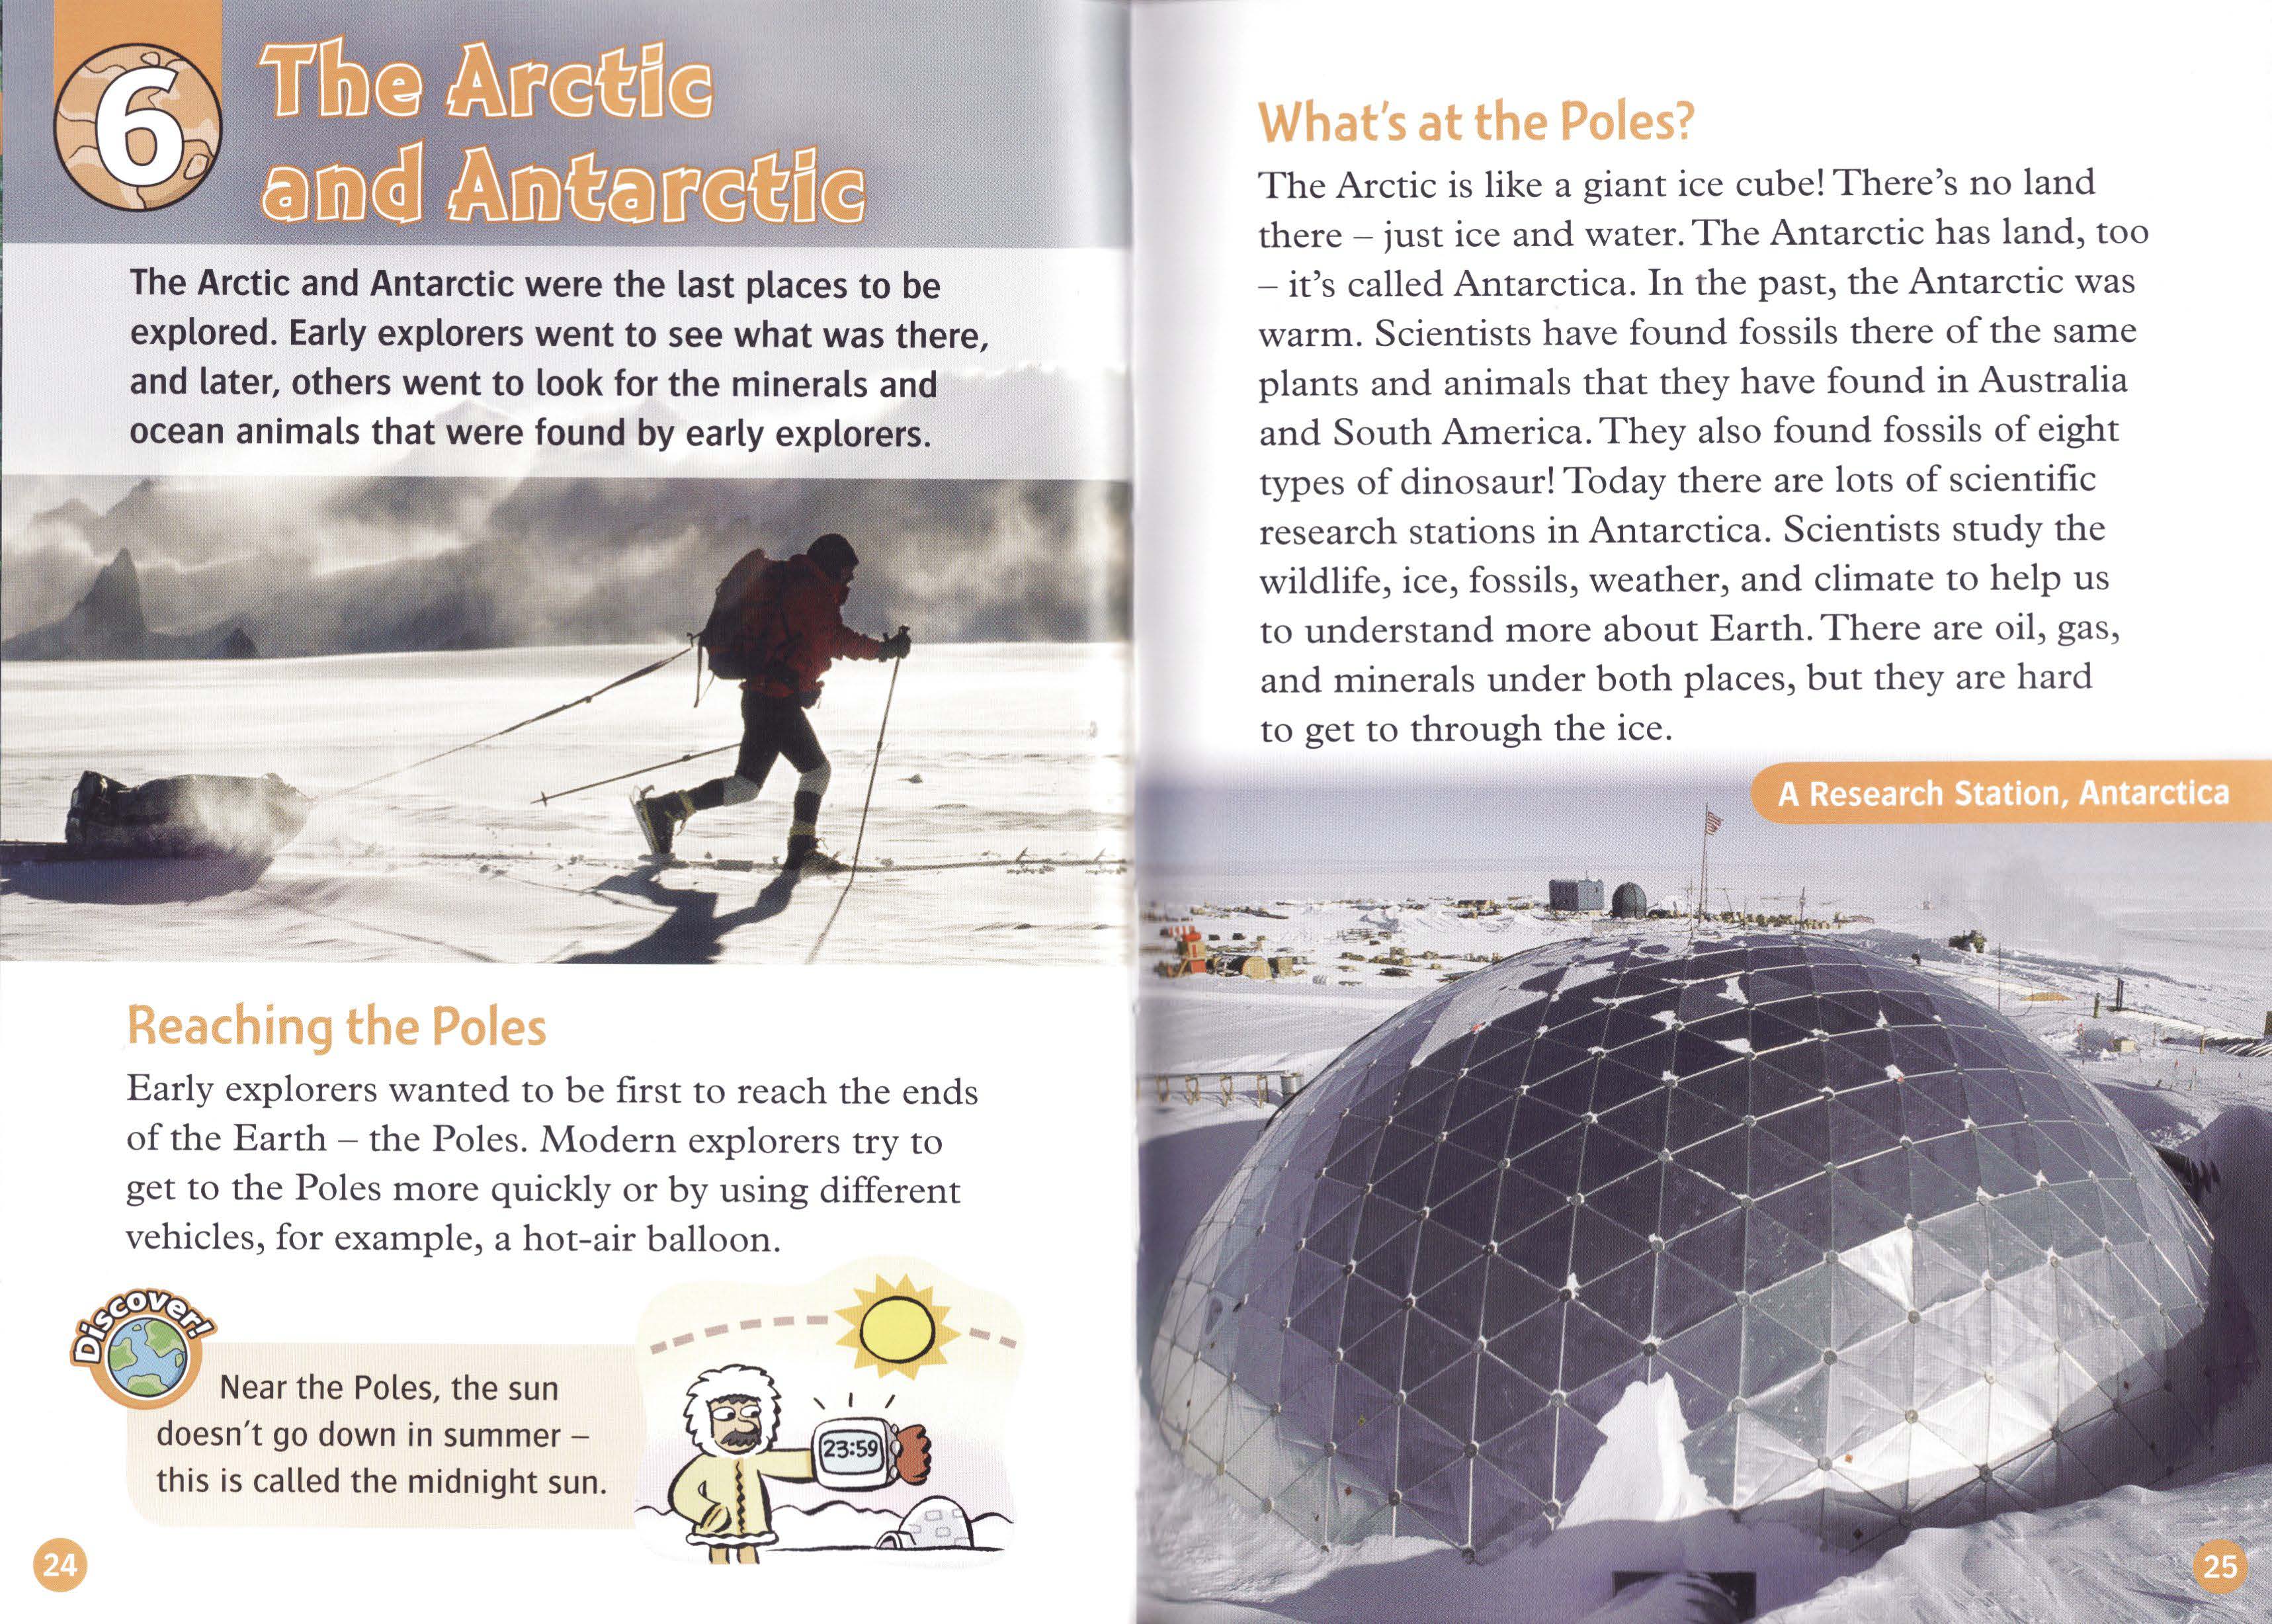 6
The Arctic
and Antarctic
The Arctic and Antarctic were the last places to be
explored. Early explorers went to see what was there,
and later, others went to look for the minerals and
ocean animals that were found by early explorers.
Reaching the Poles
Early explorers wanted to be first to reach the ends
of the Earth – the Poles. Modern explorers try to
get to the Poles more quickly or by using different
vehicles, for example, a hot-air balloon.
Discover!
Near the Poles, the sun
doesn't go down in summer –
this is called the midnight sun.
23:59
24
What's at the Poles?
The Arctic is like a giant ice cube! There's no land
there – just ice and water. The Antarctic has land, too
– it's called Antarctica. In the past, the Antarctic was
warm. Scientists have found fossils there of the same
plants and animals that they have found in Australia
and South America. They also found fossils of eight
types of dinosaur! Today there are lots of scientific
research stations in Antarctica. Scientists study the
wildlife, ice, fossils, weather, and climate to help us
to understand more about Earth. There are oil, gas,
and minerals under both places, but they are hard
to get to through the ice.
A Research Station, Antarctica
25